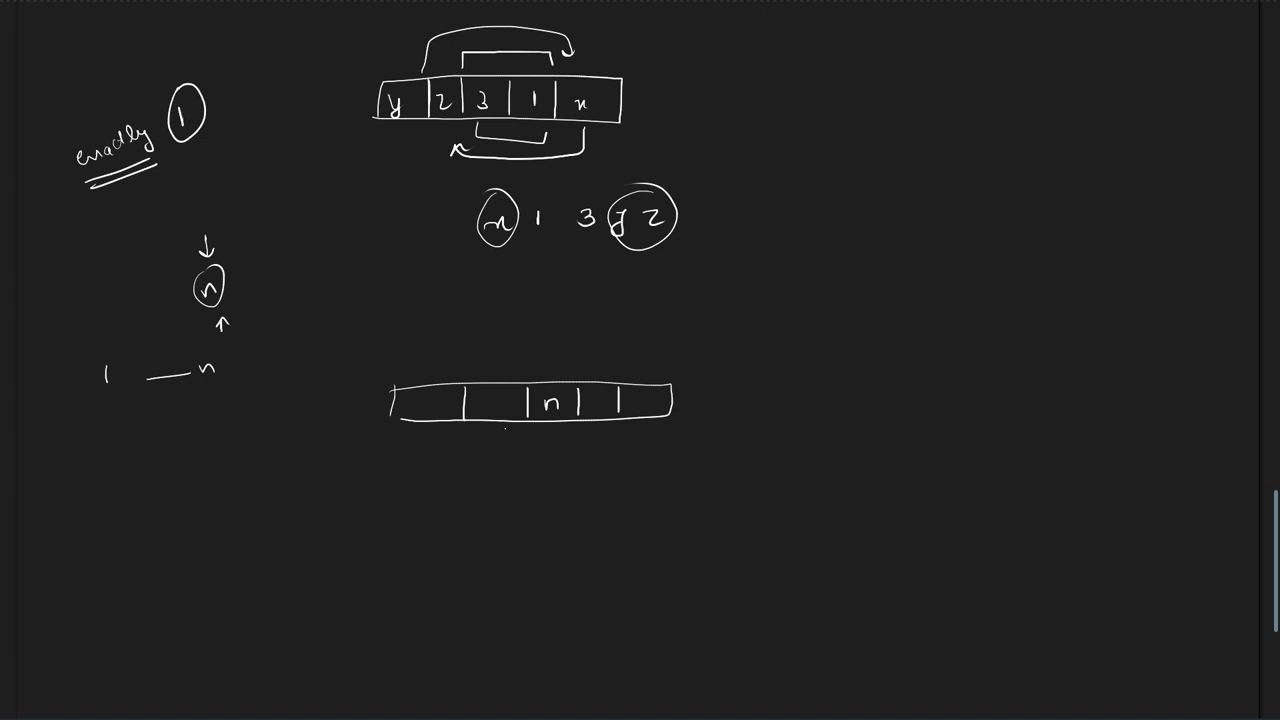 exactly 1
y 2 3 1 x
x 1 3 y 2
n
1 — n
n